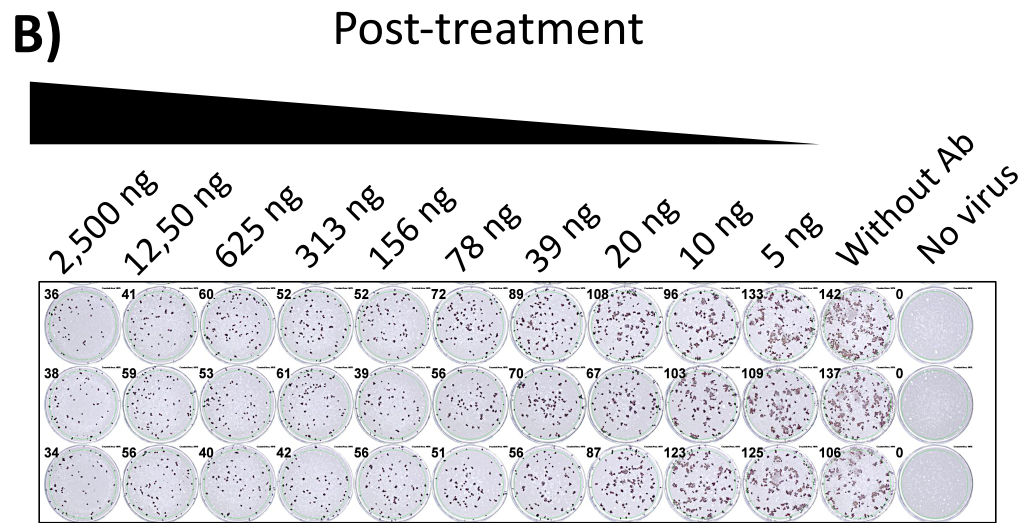 B)
Post-treatment
2,500 ng
12,50 ng
625 ng
313 ng
156 ng
78 ng
39 ng
20 ng
10 ng
5 ng
Without Ab
No virus
36 41 60 52 52 72 89 108 96 133 142 0
38 59 53 61 39 56 70 67 103 109 137 0
34 56 40 42 56 51 56 87 123 125 106 0